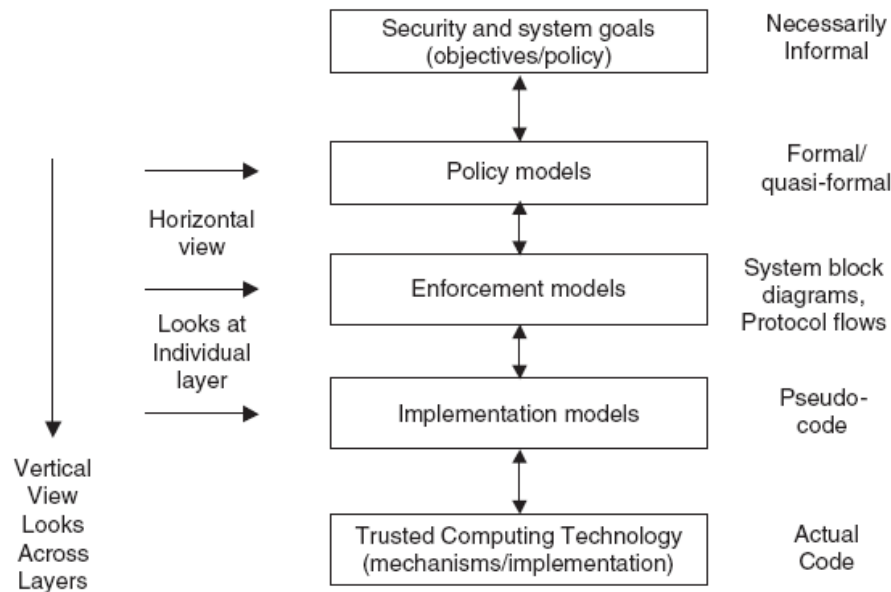 Security and system goals
(objectives/policy)
Necessarily
Informal
Policy models
Formal/
quasi-formal
Horizontal
view
Enforcement models
System block
diagrams,
Protocol flows
Looks at
Individual
layer
Implementation models
Pseudo-
code
Vertical
View
Looks
Across
Layers
Trusted Computing Technology
(mechanisms/implementation)
Actual
Code